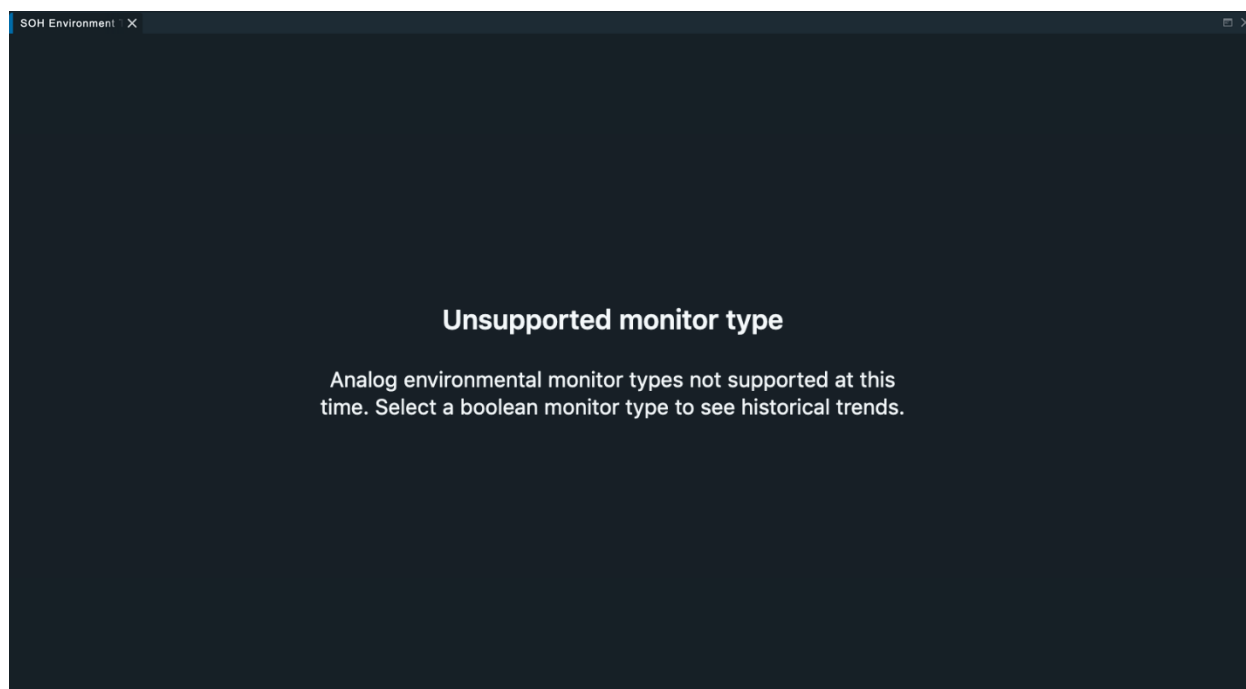 SOH Environment
Unsupported monitor type
Analog environmental monitor types not supported at this
time. Select a boolean monitor type to see historical trends.